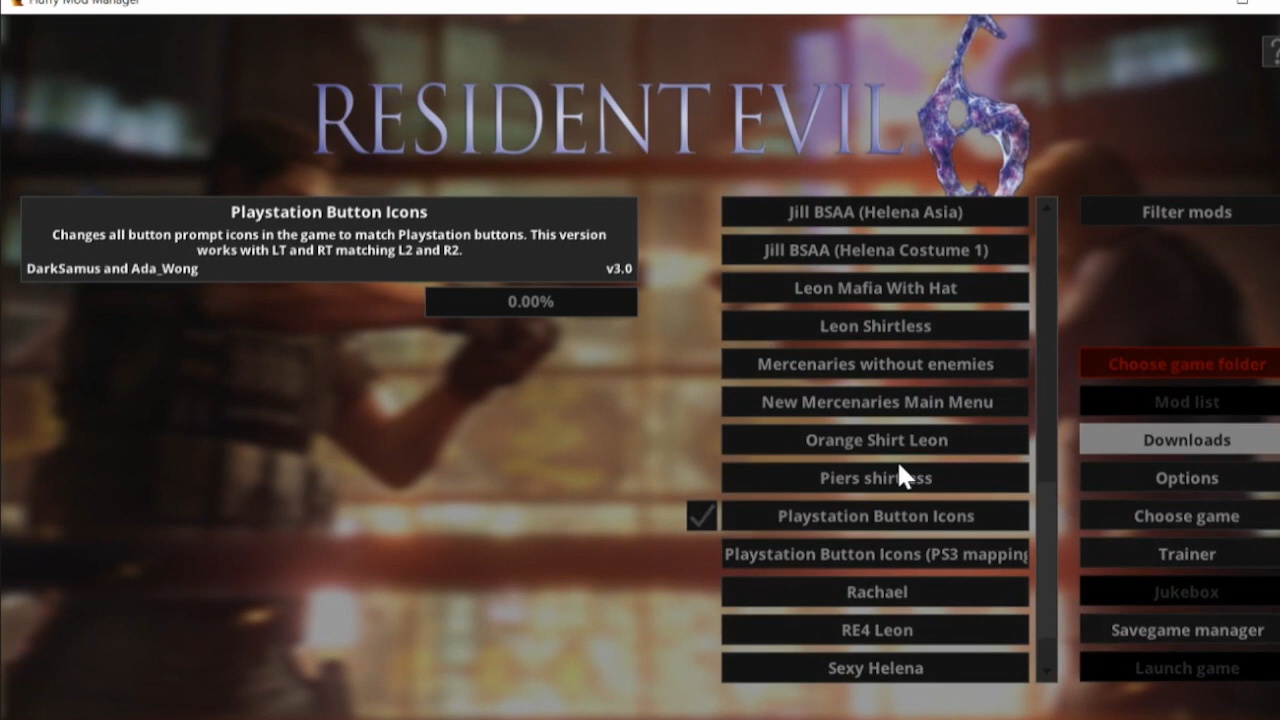 Fluffy Mod Manager
RESIDENT EVIL 6
Playstation Button Icons
Changes all button prompt icons in the game to match Playstation buttons. This version
works with LT and RT matching L2 and R2.
DarkSamus and Ada_Wong
v3.0
0.00%
Jill BSAA (Helena Asia)
Jill BSAA (Helena Costume 1)
Leon Mafia With Hat
Leon Shirtless
Mercenaries without enemies
New Mercenaries Main Menu
Orange Shirt Leon
Piers shirtless
Playstation Button Icons
Playstation Button Icons (PS3 mapping
Rachael
RE4 Leon
Sexy Helena
?
Filter mods
Choose game folder
Mod list
Downloads
Options
Choose game
Trainer
Jukebox
Savegame manager
Launch game